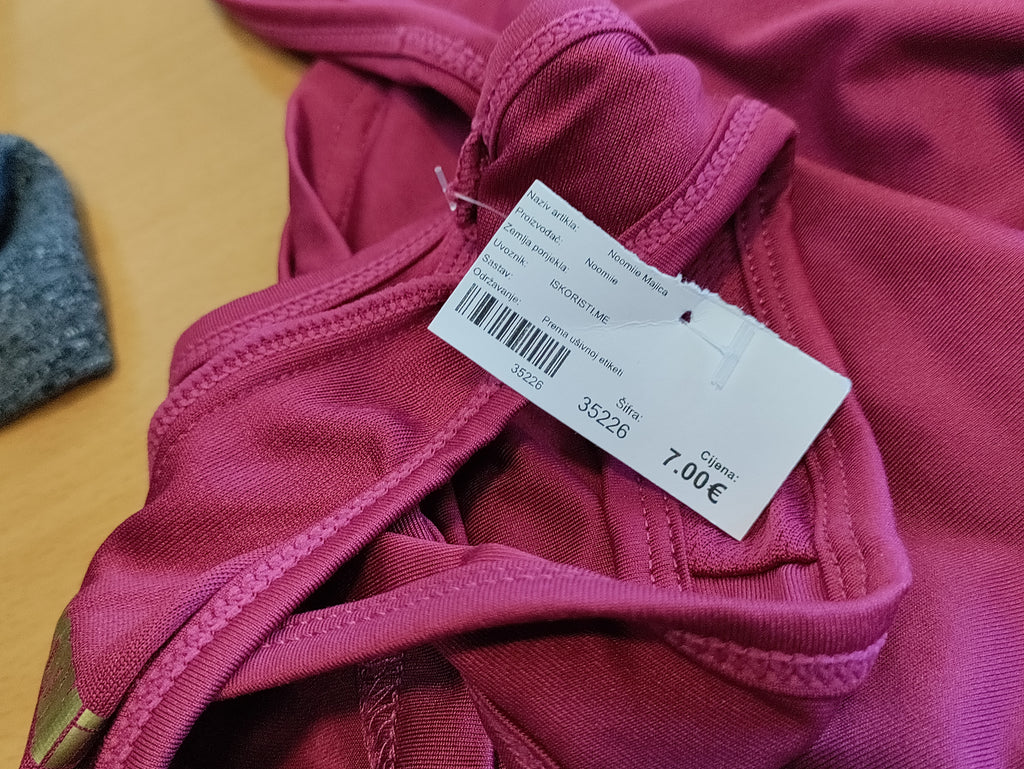 Naziv artikla: Noomiie Majica
Proizvođač: Noomiie
Zemlja porijekla:
Uvoznik: ISKORISTI.ME
Sastav:
Održavanje: Prema ušivnoj etiketi
35226
Šifra:
35226
Cijena:
7.00€